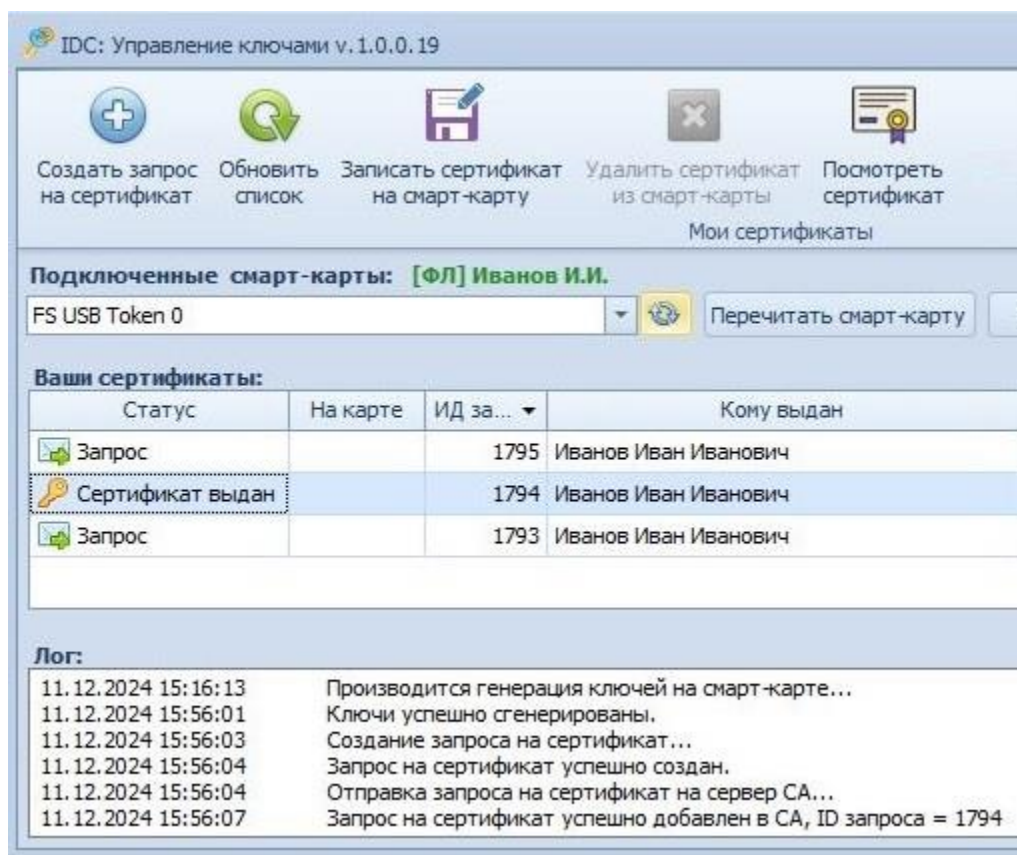 IDC: Управление ключами v.1.0.0.19
Создать запрос на сертификат
Обновить список
Записать сертификат на смарт-карту
Удалить сертификат из смарт-карты
Посмотреть сертификат
Мои сертификаты
Подключенные смарт-карты: [ФЛ] Иванов И.И.
FS USB Token 0 Перечитать смарт-карту
Ваши сертификаты:
Статус На карте ИД за... Кому выдан
Запрос 1795 Иванов Иван Иванович
Сертификат выдан 1794 Иванов Иван Иванович
Запрос 1793 Иванов Иван Иванович
Лог:
11.12.2024 15:16:13 Производится генерация ключей на смарт-карте...
11.12.2024 15:56:01 Ключи успешно сгенерированы.
11.12.2024 15:56:03 Создание запроса на сертификат...
11.12.2024 15:56:04 Запрос на сертификат успешно создан.
11.12.2024 15:56:04 Отправка запроса на сертификат на сервер CA...
11.12.2024 15:56:07 Запрос на сертификат успешно добавлен в CA, ID запроса = 1794